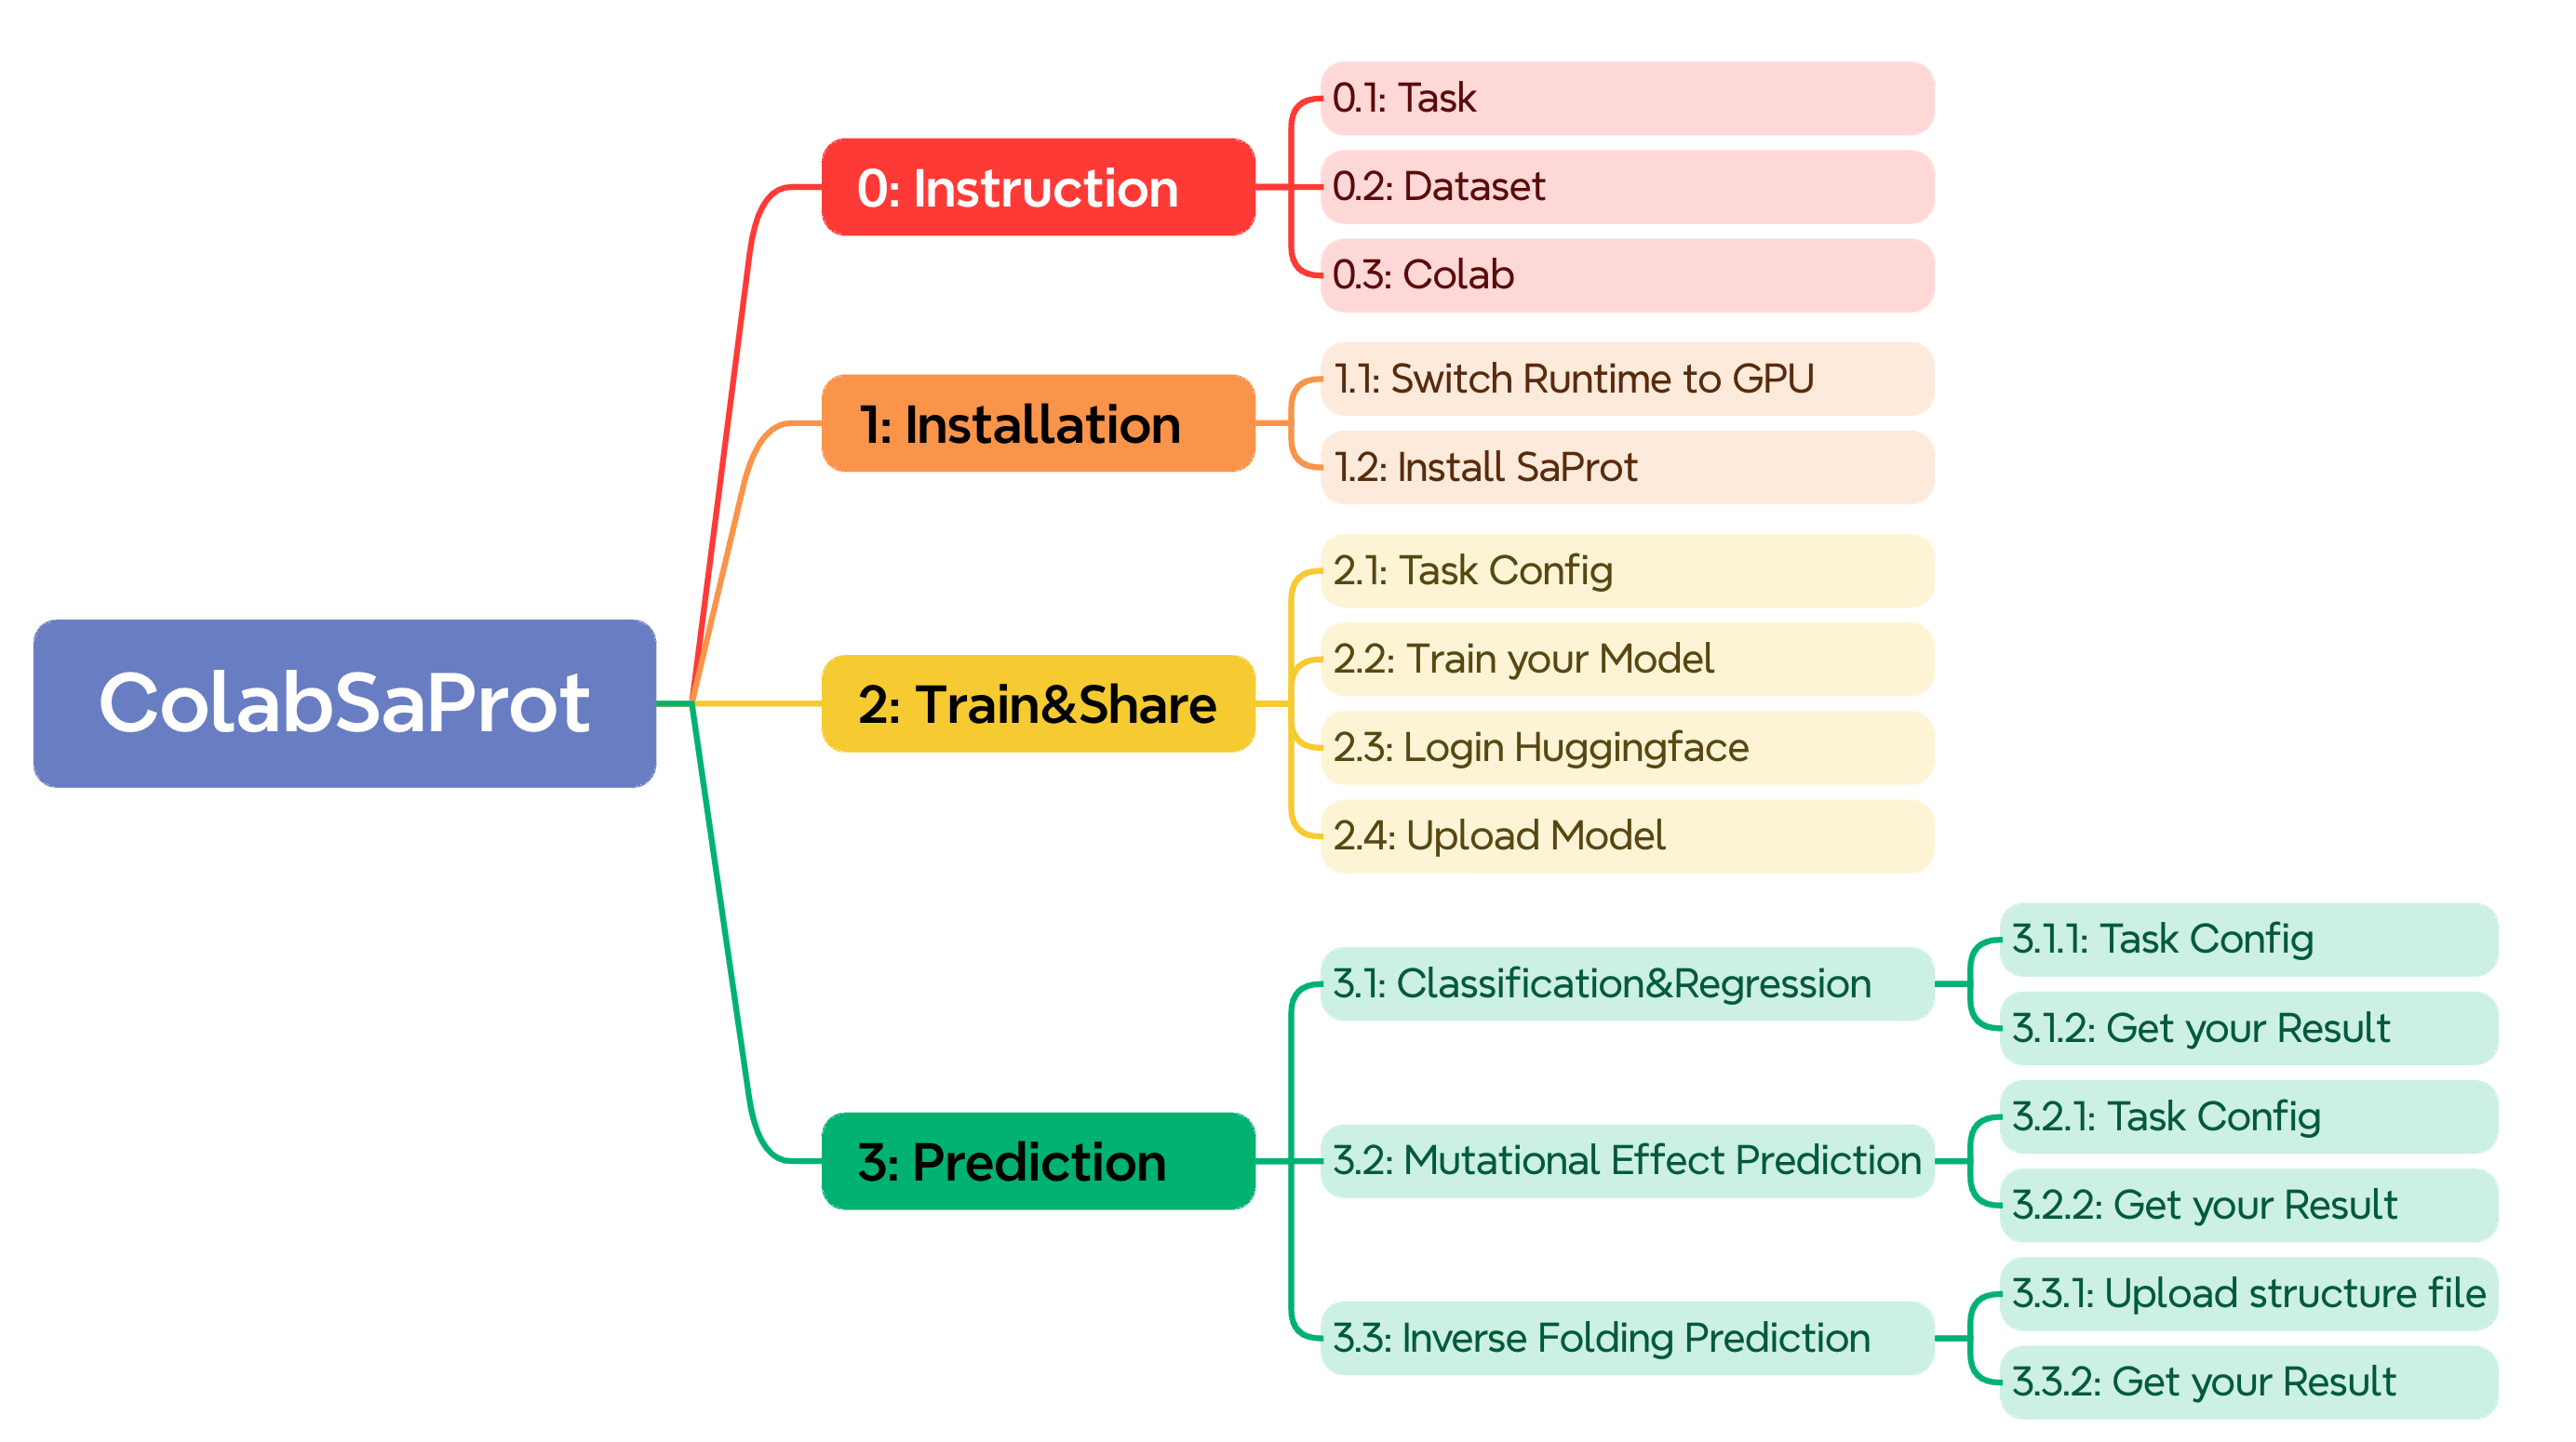 ColabSaProt
0: Instruction
0.1: Task
0.2: Dataset
0.3: Colab
1: Installation
1.1: Switch Runtime to GPU
1.2: Install SaProt
2: Train&Share
2.1: Task Config
2.2: Train your Model
2.3: Login Huggingface
2.4: Upload Model
3: Prediction
3.1: Classification&Regression
3.1.1: Task Config
3.1.2: Get your Result
3.2: Mutational Effect Prediction
3.2.1: Task Config
3.2.2: Get your Result
3.3: Inverse Folding Prediction
3.3.1: Upload structure file
3.3.2: Get your Result